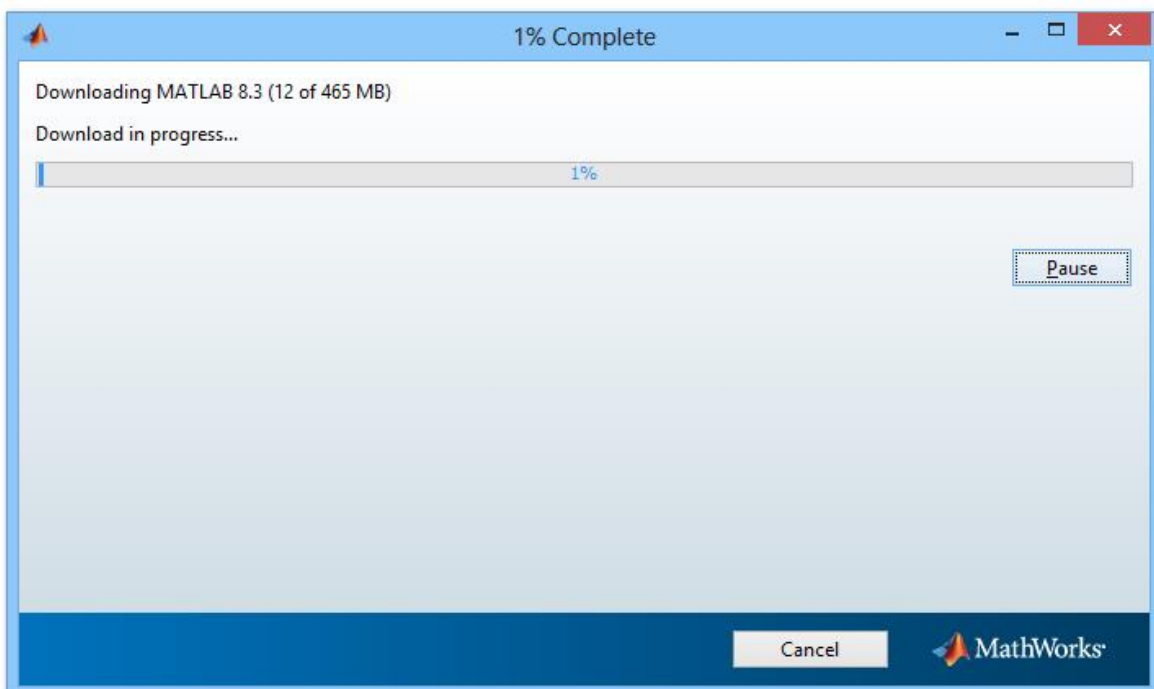 1% Complete
Downloading MATLAB 8.3 (12 of 465 MB)
Download in progress...
1%
Pause
Cancel
MathWorks